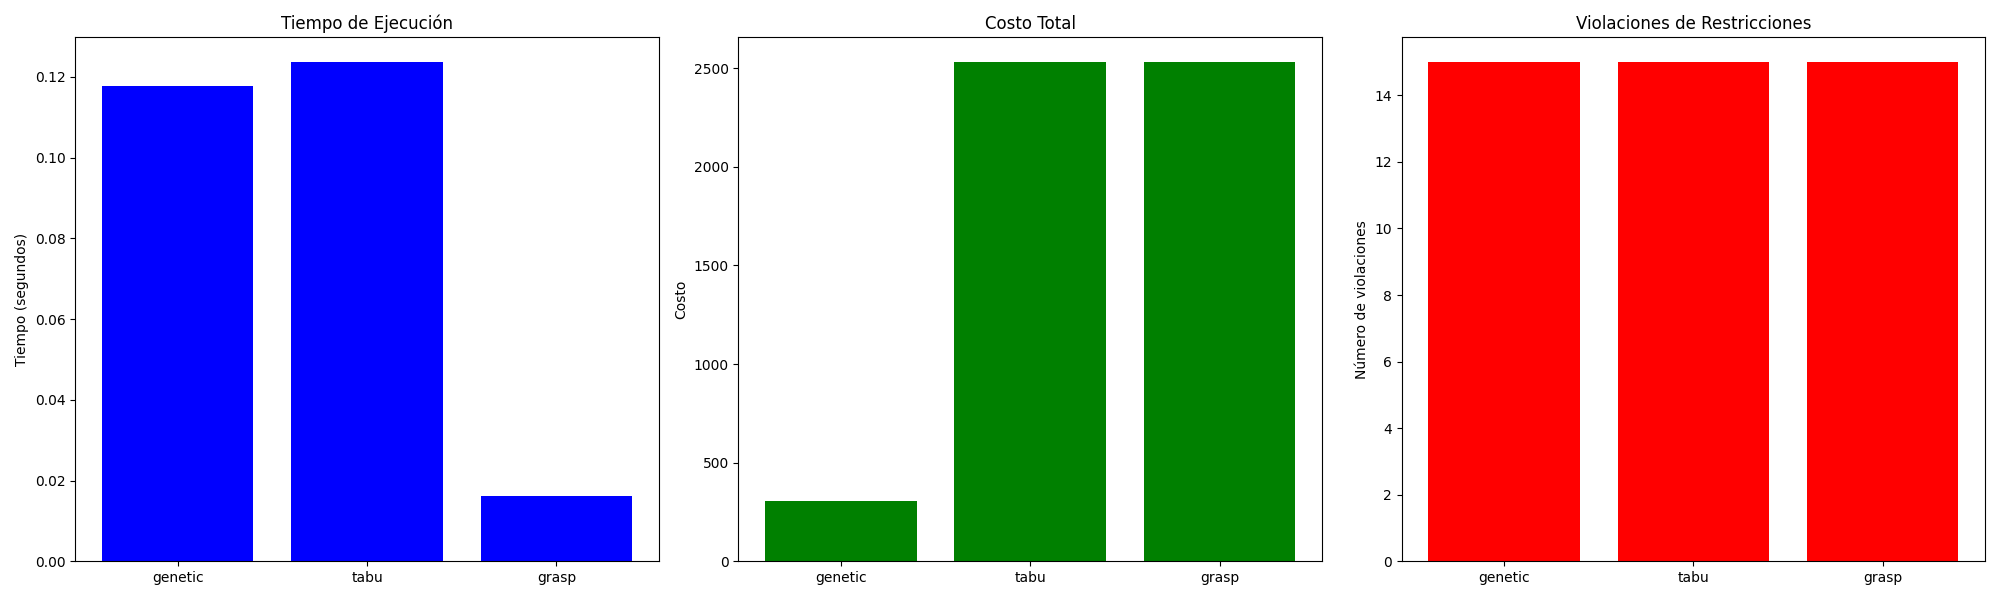 Tiempo de Ejecución
Tiempo (segundos)
0.12
0.10
0.08
0.06
0.04
0.02
0.00
genetic tabu grasp
Costo Total
Costo
2500
2000
1500
1000
500
0
genetic tabu grasp
Violaciones de Restricciones
Número de violaciones
14
12
10
8
6
4
2
0
genetic tabu grasp